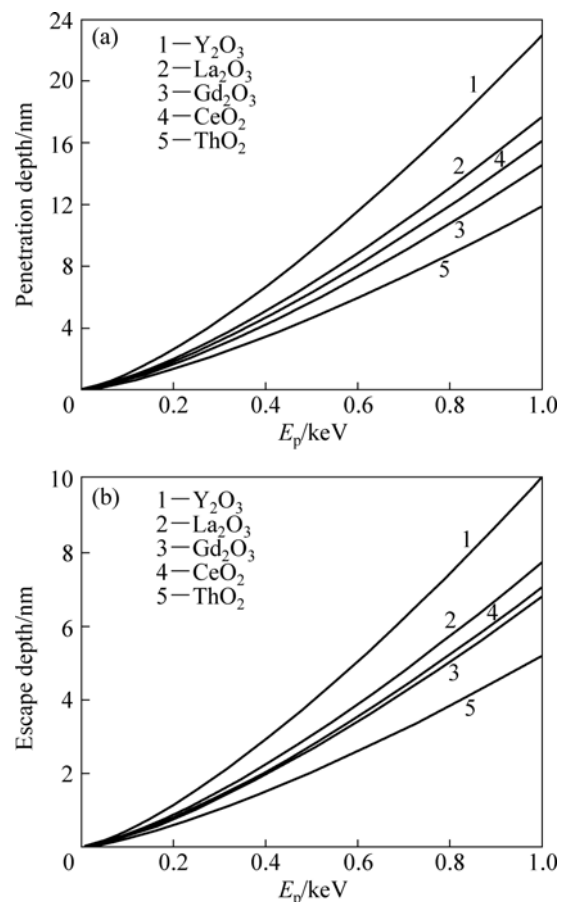 24
(a)
1—Y₂O₃
2—La₂O₃
3—Gd₂O₃
4—CeO₂
5—ThO₂
20
16
12
8
4
Penetration depth/nm
1
2
4
3
5
0
0.2
0.4
0.6
0.8
1.0
Eₚ/keV
10
(b)
1—Y₂O₃
2—La₂O₃
3—Gd₂O₃
4—CeO₂
5—ThO₂
8
6
4
2
Escape depth/nm
1
2
4
3
5
0
0.2
0.4
0.6
0.8
1.0
Eₚ/keV